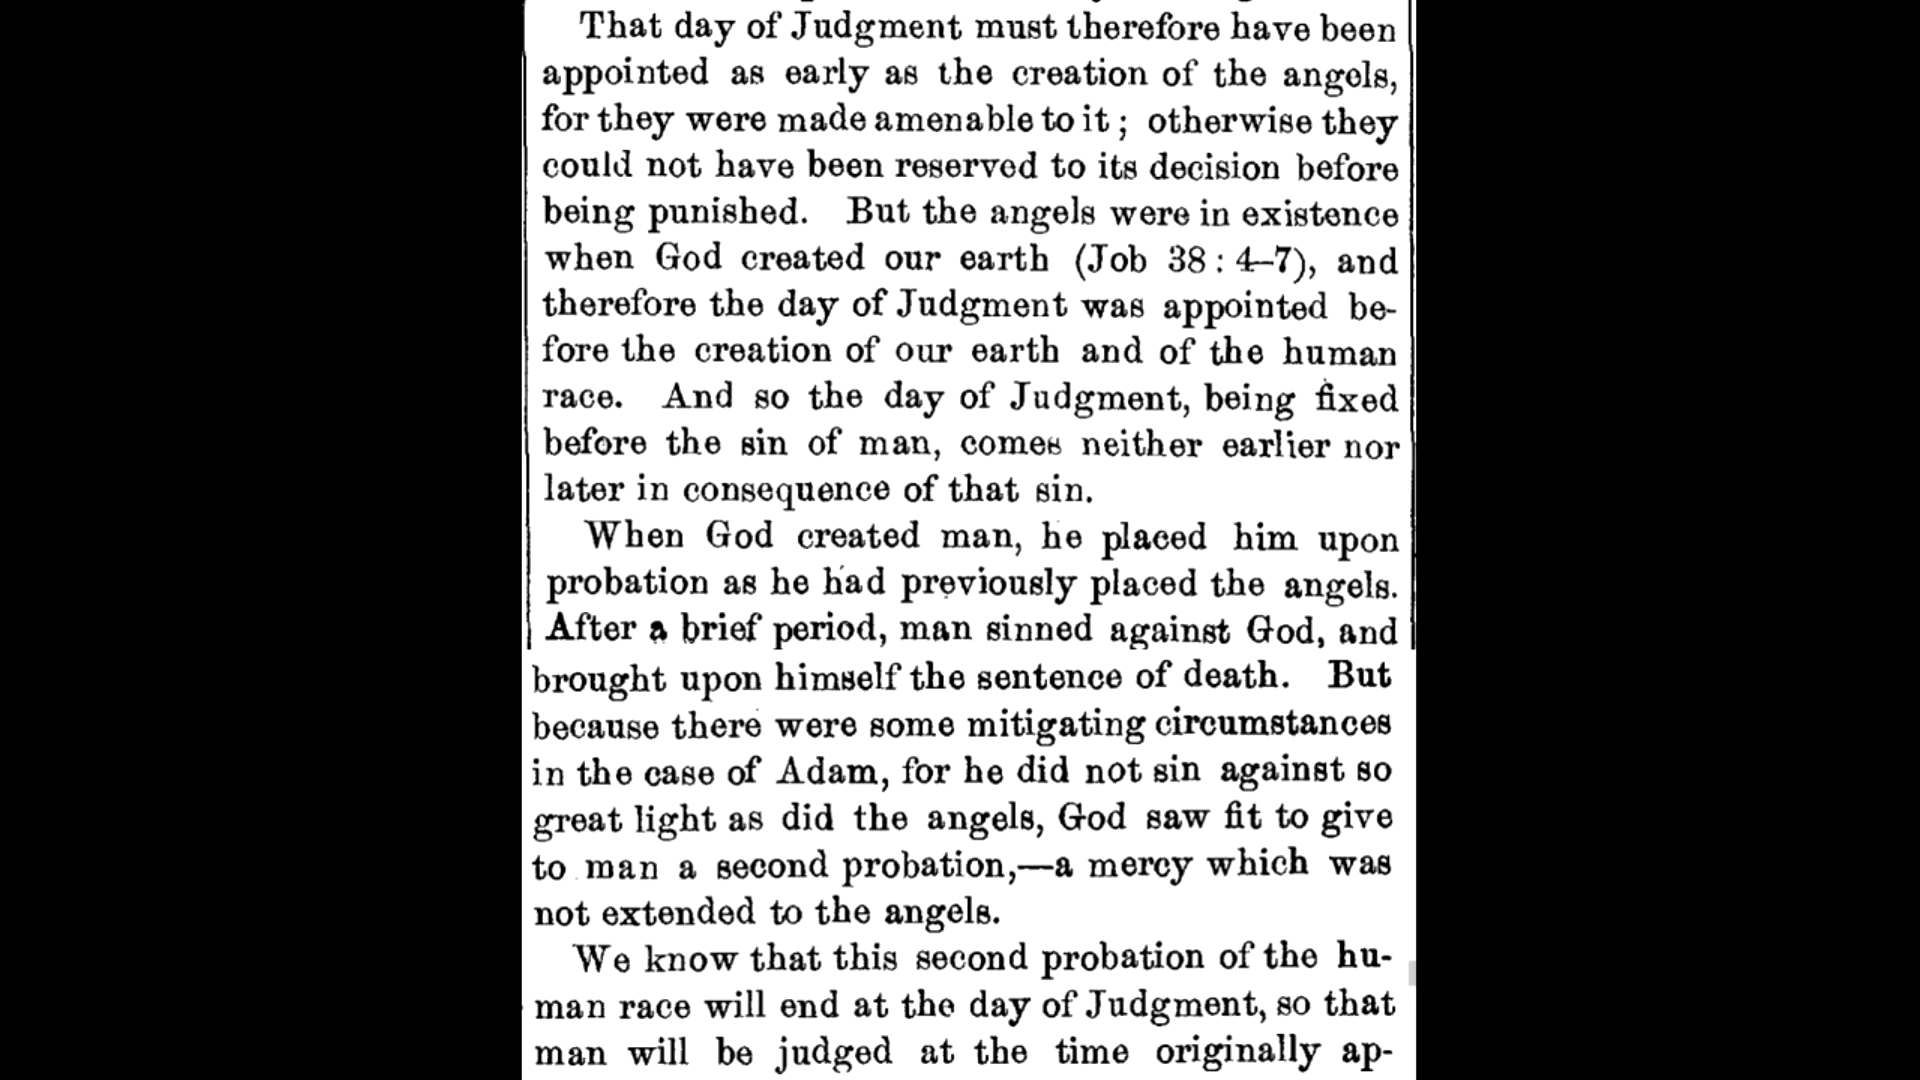 That day of Judgment must therefore have been
appointed as early as the creation of the angels,
for they were made amenable to it ; otherwise they
could not have been reserved to its decision before
being punished. But the angels were in existence
when God created our earth (Job 38 : 4–7), and
therefore the day of Judgment was appointed be-
fore the creation of our earth and of the human
race. And so the day of Judgment, being fixed
before the sin of man, comes neither earlier nor
later in consequence of that sin.
When God created man, he placed him upon
probation as he had previously placed the angels.
After a brief period, man sinned against God, and
brought upon himself the sentence of death. But
because there were some mitigating circumstances
in the case of Adam, for he did not sin against so
great light as did the angels, God saw fit to give
to man a second probation,—a mercy which was
not extended to the angels.
We know that this second probation of the hu-
man race will end at the day of Judgment, so that
man will be judged at the time originally ap-